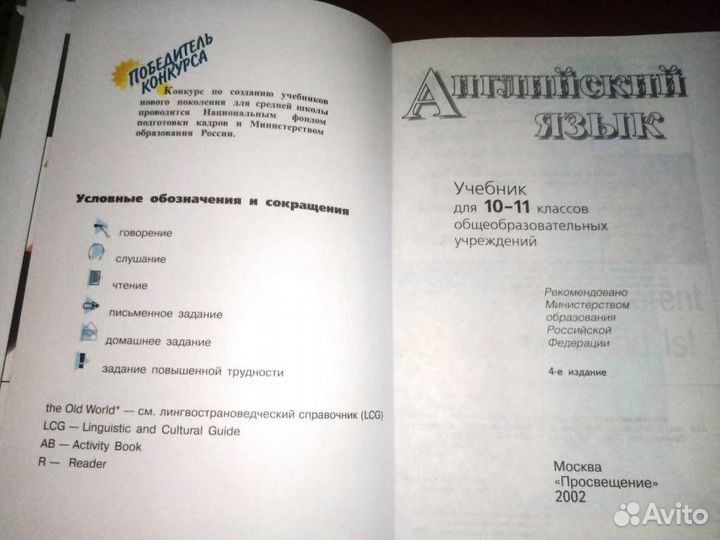 ПОБЕДИТЕЛЬ
КОНКУРСА
Конкурс по созданию учебников
нового поколения для средней школы
проводится Национальным фондом
подготовки кадров и Министерством
образования России.
Условные обозначения и сокращения
говорение
слушание
чтение
письменное задание
домашнее задание
задание повышенной трудности
the Old World* — см. лингвострановедческий справочник (LCG)
LCG — Linguistic and Cultural Guide
AB — Activity Book
R — Reader
Английский
язык
Учебник
для 10–11 классов
общеобразовательных
учреждений
Рекомендовано
Министерством
образования
Российской
Федерации
4-е издание
Москва
«Просвещение»
2002
Avito